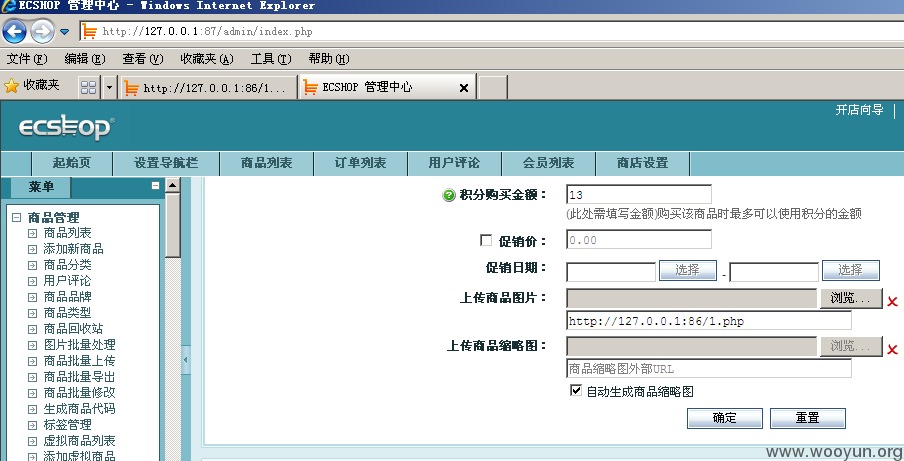 ECSHOP 管理中心 - Windows Internet Explorer
http://127.0.0.1:87/admin/index.php
文件(F) 编辑(E) 查看(V) 收藏夹(A) 工具(T) 帮助(H)
收藏夹 http://127.0.0.1:86/1... ECSHOP 管理中心
ecshop
开店向导
起始页 设置导航栏 商品列表 订单列表 用户评论 会员列表 商店设置
菜单
商品管理
商品列表
添加新商品
商品分类
用户评论
商品品牌
商品类型
商品回收站
图片批量处理
商品批量上传
商品批量导出
商品批量修改
生成商品代码
标签管理
虚拟商品列表
添加虚拟商品
积分购买金额： 13
(此处需填写金额)购买该商品时最多可以使用积分的金额
促销价： 0.00
促销日期： 选择 - 选择
上传商品图片： 浏览...
http://127.0.0.1:86/1.php
上传商品缩略图： 浏览...
商品缩略图外部URL
自动生成商品缩略图
确定 重置
www.wooyun.org